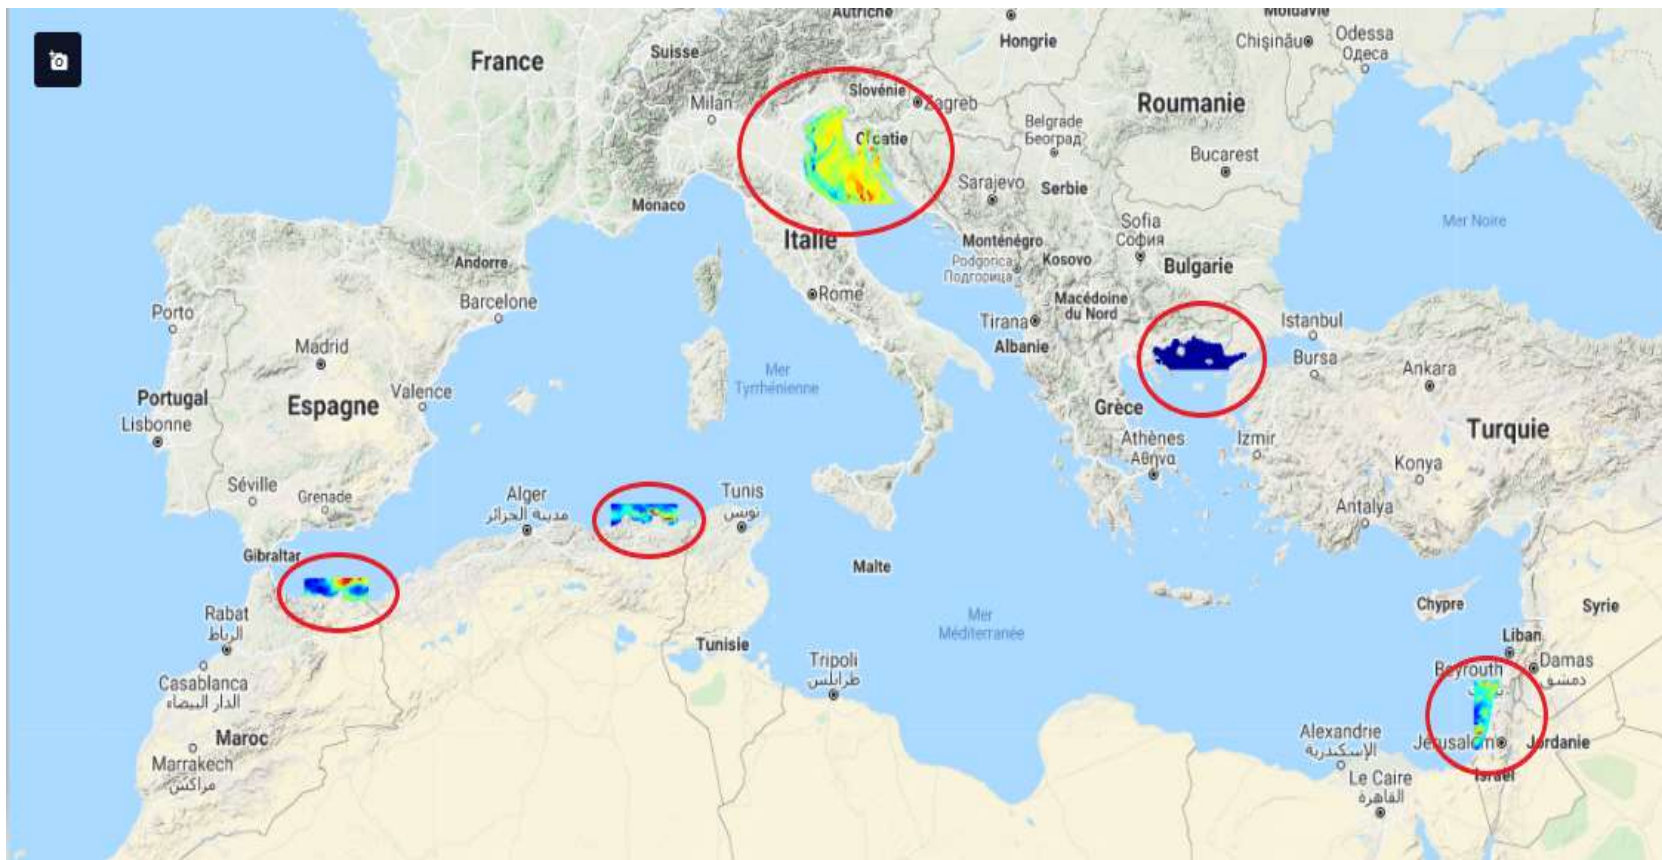 Autriche
Moldavie
Hongrie
Chişinău
Odessa
Одеса
France
Suisse
Slovénie
Zagreb
Milan
Roumanie
Croatie
Belgrade
Београд
Bucarest
Sarajevo
Serbie
Monaco
Mer Noire
Italie
Sofia
София
Monténégro
Kosovo
Podgorica
Подгорица
Bulgarie
Andorre
Barcelone
Rome
Macédoine
du Nord
Porto
Tirana
Istanbul
Madrid
Albanie
Bursa
Mer
Tyrrhénienne
Ankara
Valence
Portugal
Espagne
Grèce
Lisbonne
Athènes
Αθήνα
Izmir
Turquie
Konya
Séville
Grenade
Alger
مدينة الجزائر
Tunis
تونس
Antalya
Gibraltar
Malte
Chypre
Syrie
Rabat
الرباط
Mer
Méditerranée
Tunisie
Liban
Tripoli
طرابلس
Beyrouth
Damas
دمشق
Casablanca
الدار البيضاء
Maroc
Alexandrie
الإسكندرية
Jérusalem
Jordanie
Marrakech
مراكش
Israël
Le Caire
القاهرة